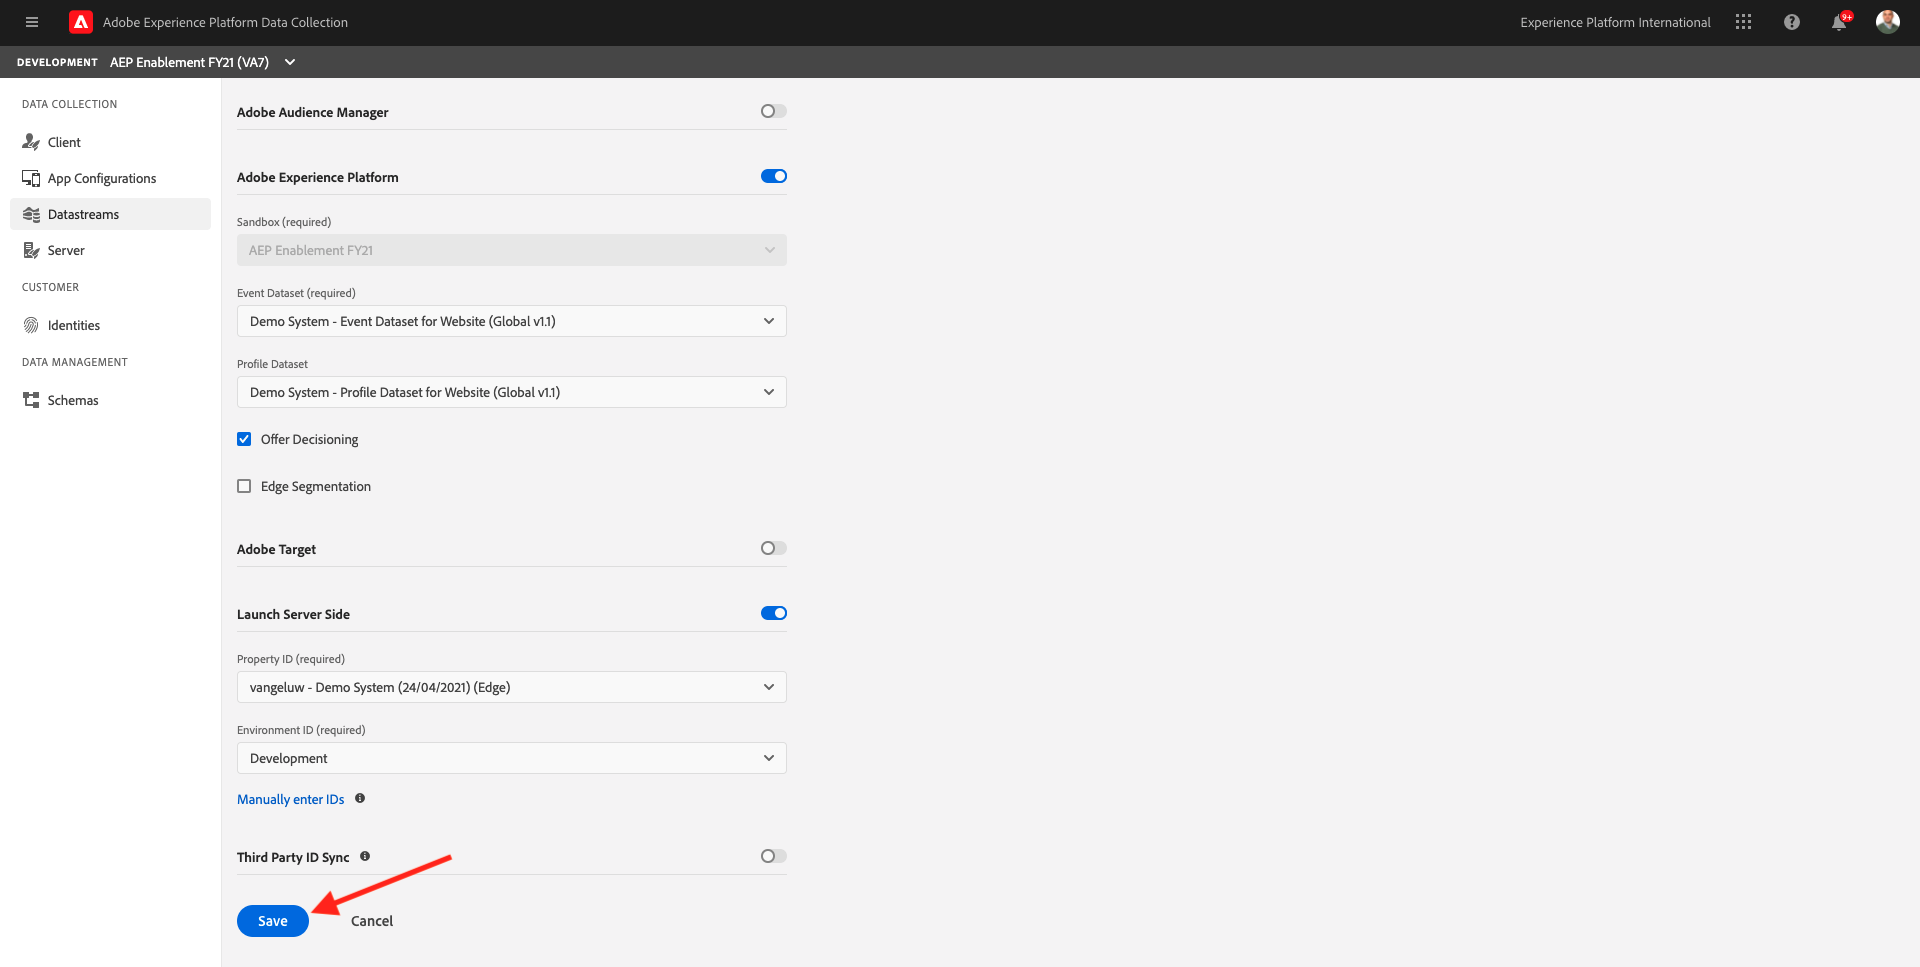 Adobe Experience Platform Data Collection
Experience Platform International
9+
DEVELOPMENT AEP Enablement FY21 (VA7)
DATA COLLECTION
Client
App Configurations
Datastreams
Server
CUSTOMER
Identities
DATA MANAGEMENT
Schemas
Adobe Audience Manager
Adobe Experience Platform
Sandbox (required)
AEP Enablement FY21
Event Dataset (required)
Demo System - Event Dataset for Website (Global v1.1)
Profile Dataset
Demo System - Profile Dataset for Website (Global v1.1)
Offer Decisioning
Edge Segmentation
Adobe Target
Launch Server Side
Property ID (required)
vangeluw - Demo System (24/04/2021) (Edge)
Environment ID (required)
Development
Manually enter IDs
Third Party ID Sync
Save Cancel